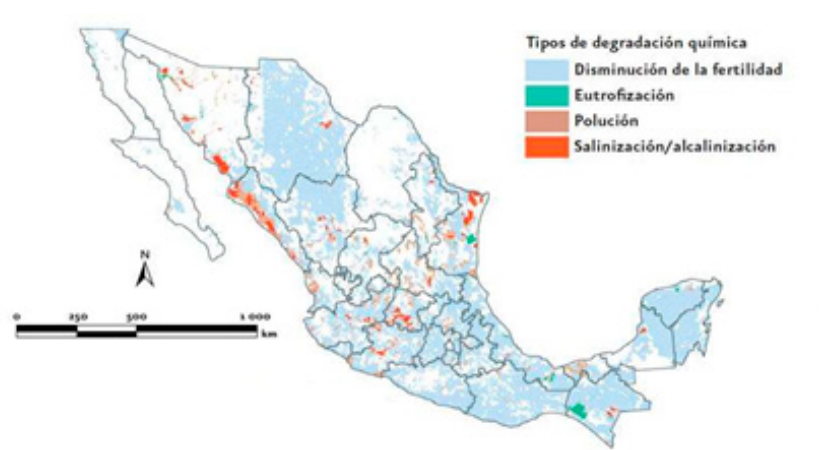 Tipos de degradación química
Disminución de la fertilidad
Eutrofización
Polución
Salinización/alcalinización
N
0 250 500 1 000
km